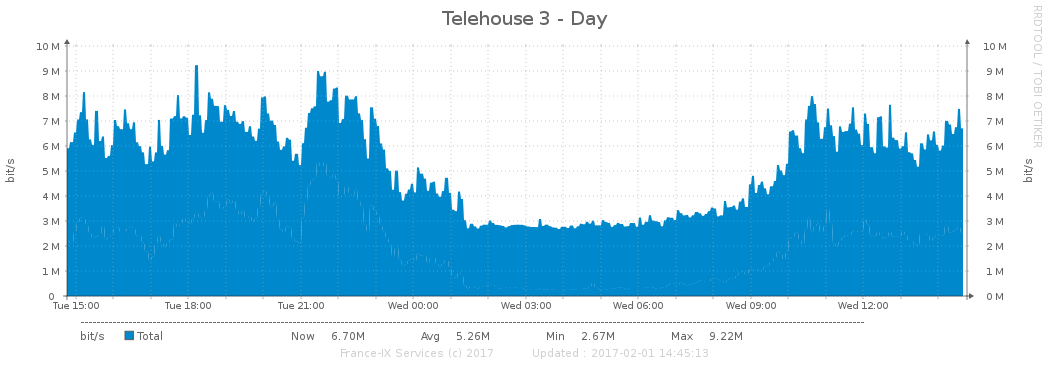 Telehouse 3 - Day
RRDTOOL / TOBI OETIKER
10 M 10 M
9 M 9 M
8 M 8 M
7 M 7 M
6 M 6 M
bit/s bit/s
5 M 5 M
4 M 4 M
3 M 3 M
2 M 2 M
1 M 1 M
0 0 M
Tue 15:00 Tue 18:00 Tue 21:00 Wed 00:00 Wed 03:00 Wed 06:00 Wed 09:00 Wed 12:00
bit/s Total Now 6.70M Avg 5.26M Min 2.67M Max 9.22M
France-IX Services (c) 2017 Updated : 2017-02-01 14:45:13